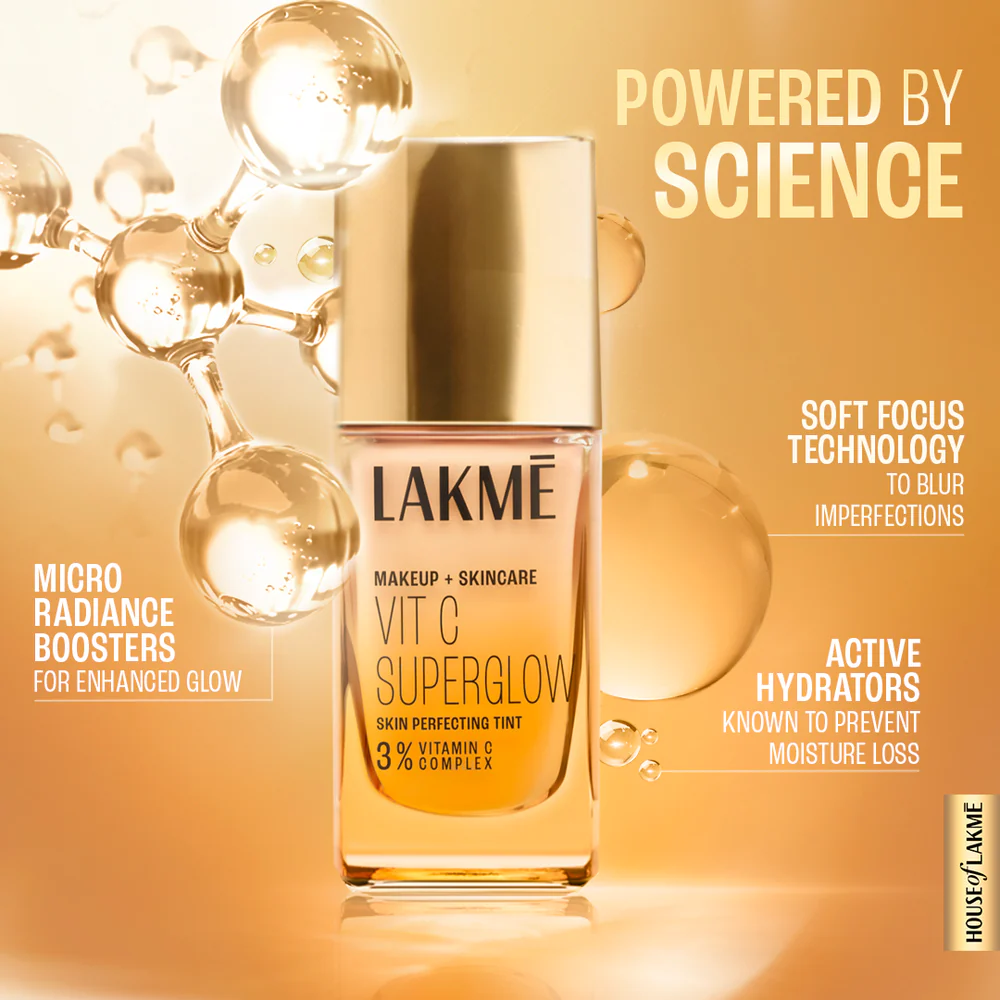 POWERED BY
SCIENCE
LAKMĒ
MAKEUP + SKINCARE
VIT C
SUPERGLOW
SKIN PERFECTING TINT
3% VITAMIN C
COMPLEX
SOFT FOCUS
TECHNOLOGY
TO BLUR
IMPERFECTIONS
MICRO
RADIANCE
BOOSTERS
FOR ENHANCED GLOW
ACTIVE
HYDRATORS
KNOWN TO PREVENT
MOISTURE LOSS
HOUSE of LAKMĒ